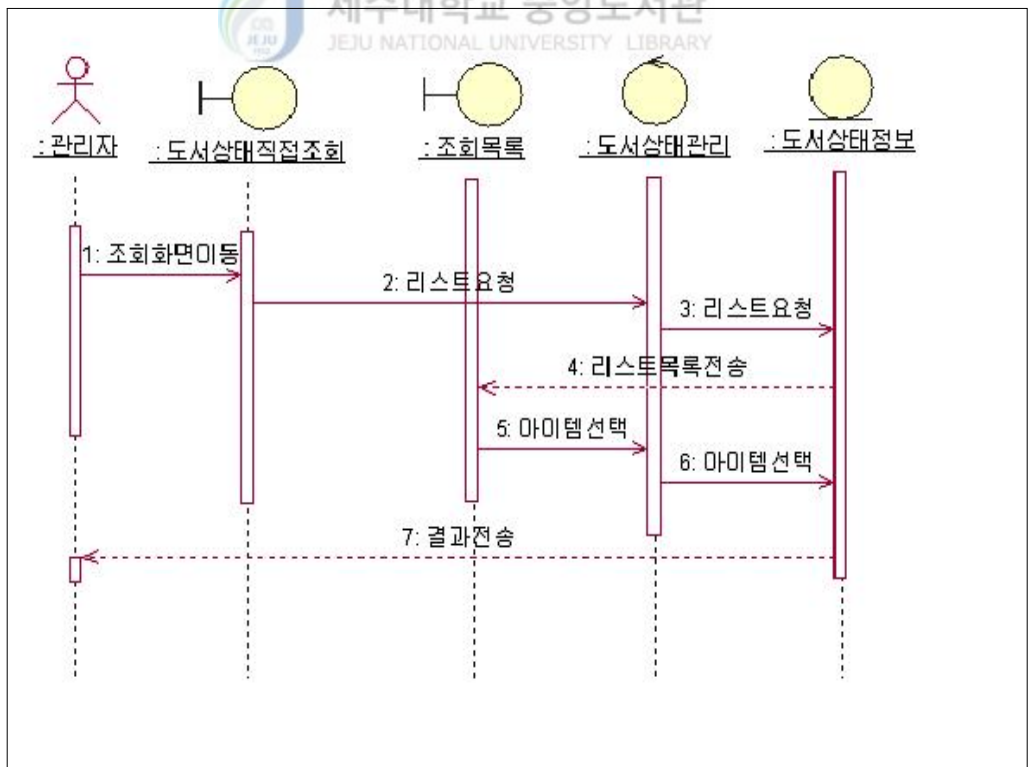 제주대학교 중앙도서관
JEJU NATIONAL UNIVERSITY LIBRARY
JEJU
1952
: 관리자
: 도서상태직접조회
: 조회목록
: 도서상태관리
: 도서상태정보
1: 조회화면이동
2: 리스트요청
3: 리스트요청
4: 리스트목록전송
5: 아이템선택
6: 아이템선택
7: 결과전송